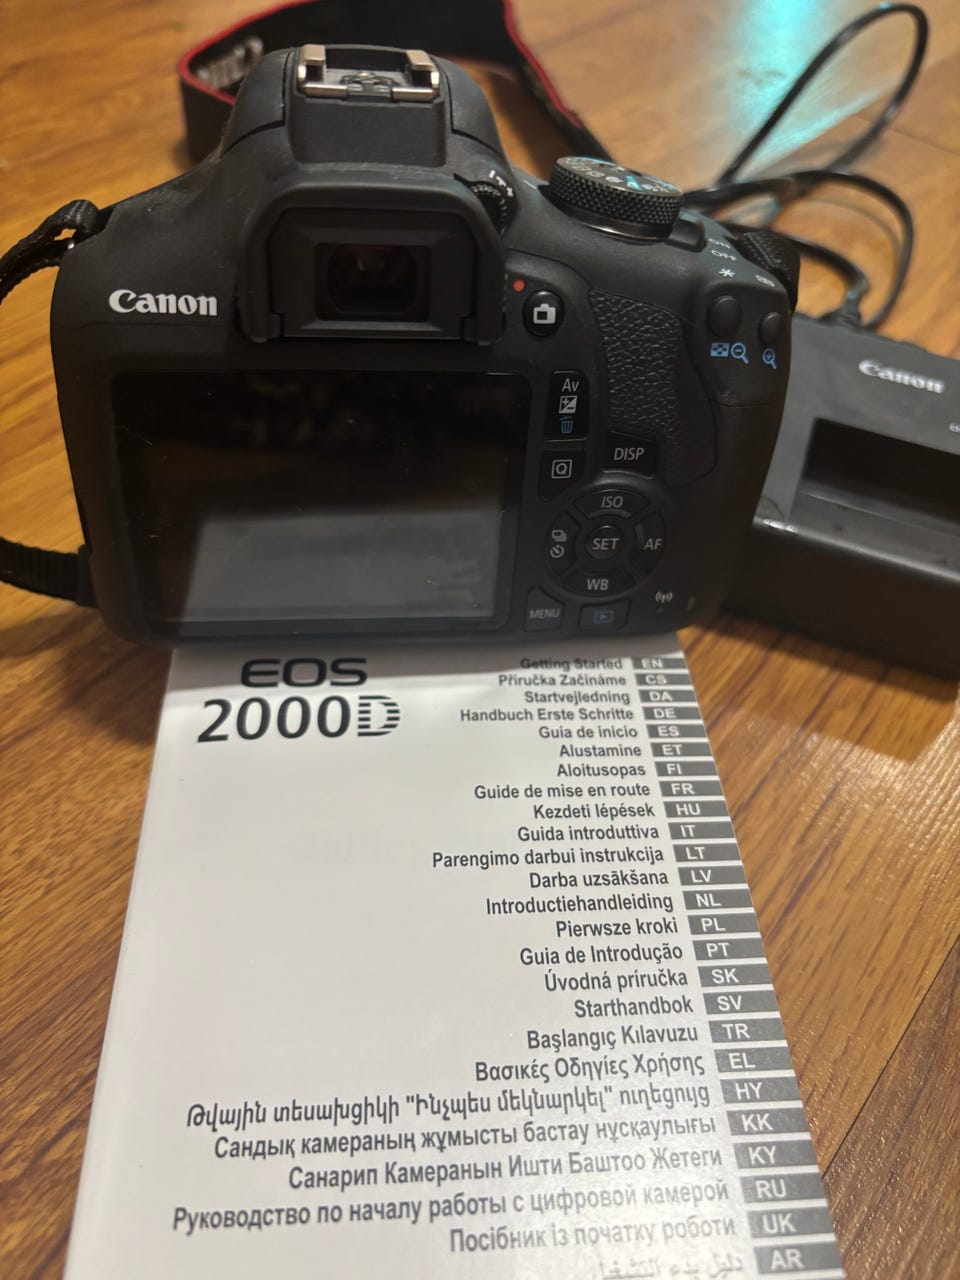 Canon
ON
OFF
Canon
Av
Q
DISP
ISO
SET
AF
WB
MENU
EOS
2000D
Getting Started EN
Příručka Začínáme CS
Startvejledning DA
Handbuch Erste Schritte DE
Guía de inicio ES
Alustamine ET
Aloitusopas FI
Guide de mise en route FR
Kezdeti lépések HU
Guida introduttiva IT
Parengimo darbui instrukcija LT
Darba uzsākšana LV
Introductiehandleiding NL
Pierwsze kroki PL
Guia de Introdução PT
Úvodná príručka SK
Starthandbok SV
Başlangıç Kılavuzu TR
Βασικές Οδηγίες Χρήσης EL
Թվային տեսախցիկի "Ինչպես մեկնարկել" ուղեցույց HY
Сандық камераның жұмысты бастау нұсқаулығы KK
Санарип Камеранын Ишти Баштоо Жетеги KY
Руководство по началу работы с цифровой камерой RU
Посібник із початку роботи UK
AR